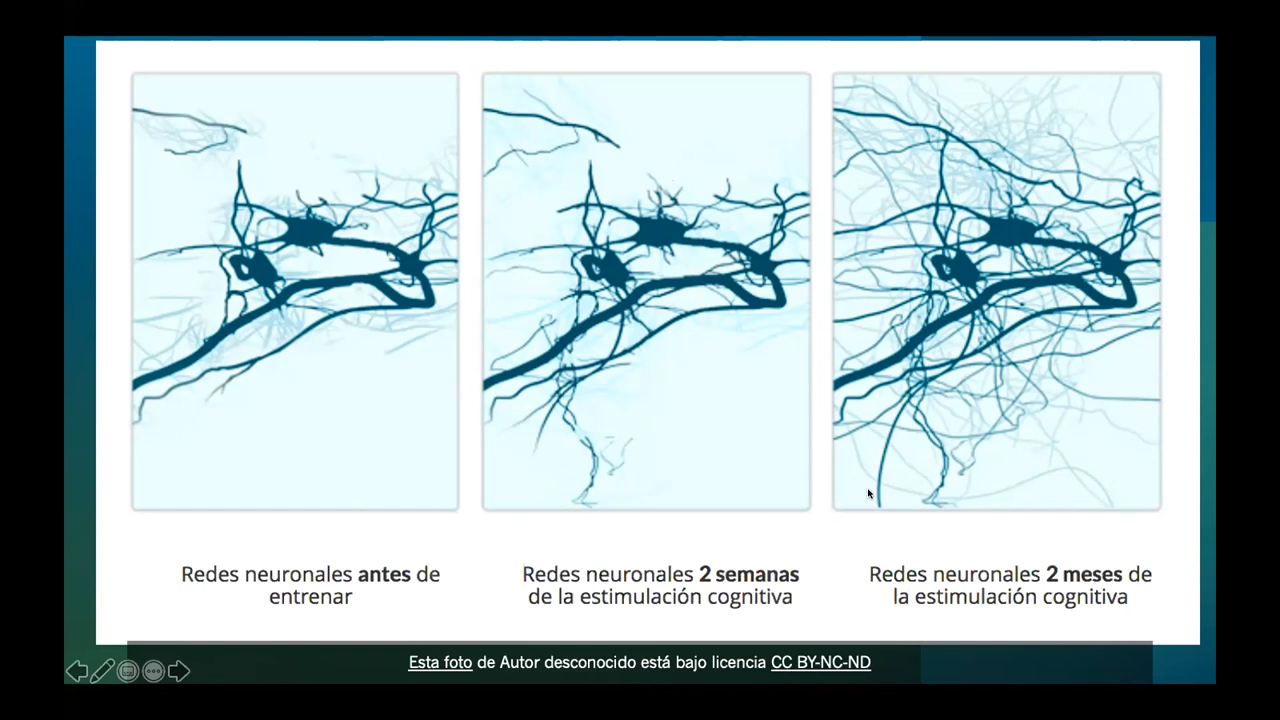 Redes neuronales antes de
entrenar
Redes neuronales 2 semanas
de la estimulación cognitiva
Redes neuronales 2 meses de
la estimulación cognitiva
Esta foto de Autor desconocido está bajo licencia CC BY-NC-ND